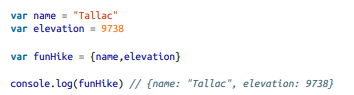 var name = "Tallac"
var elevation = 9738
var funHike = {name,elevation}
console.log(funHike) // {name: "Tallac", elevation: 9738}